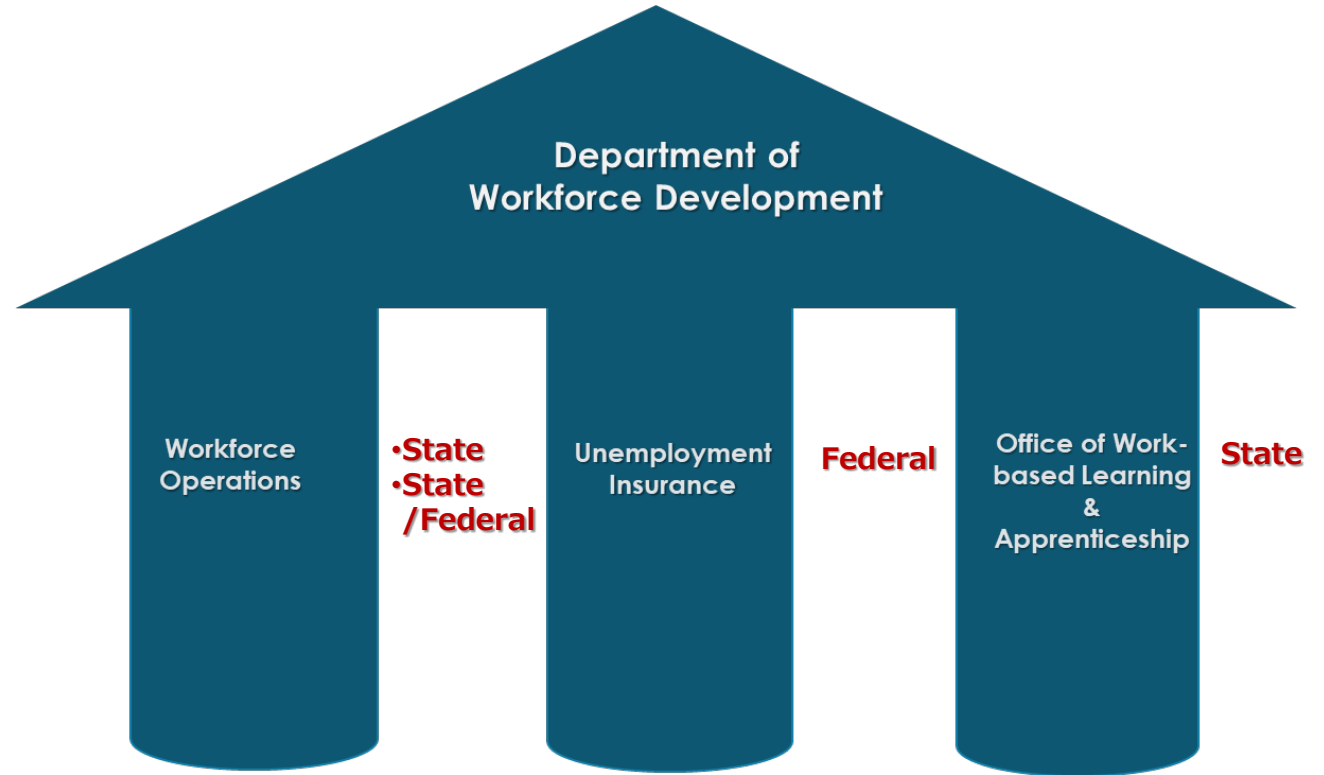 Department of
Workforce Development
Workforce
Operations
•State
•State
/Federal
Unemployment
Insurance
Federal
Office of Work-
based Learning
&
Apprenticeship
State